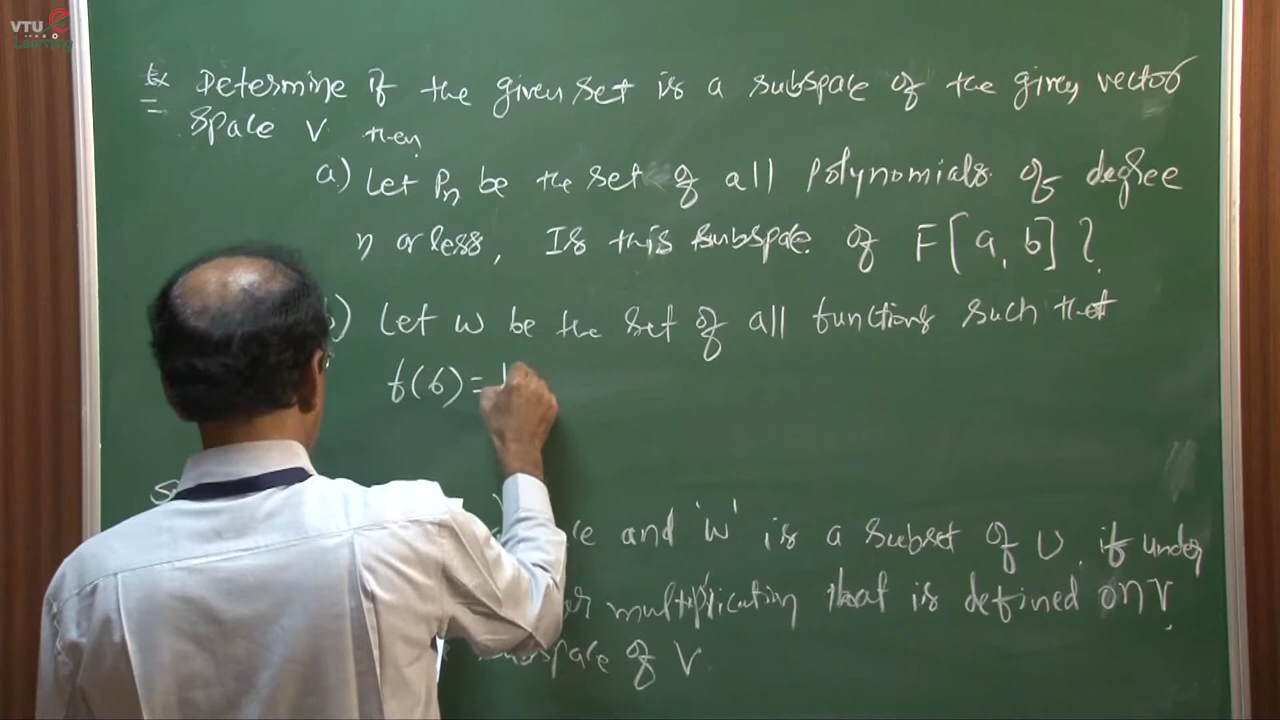 VTU e
Learning
Ex Determine if the given set is a subspace of the given vector
space V then
a) Let Pn be the set of all polynomials of degree
n or less, Is this subspace of F[a, b]?
b) Let W be the set of all functions such that
f(6)=
and 'W' is a subset of V. if under
multiplication that is defined on V
subspace of V.